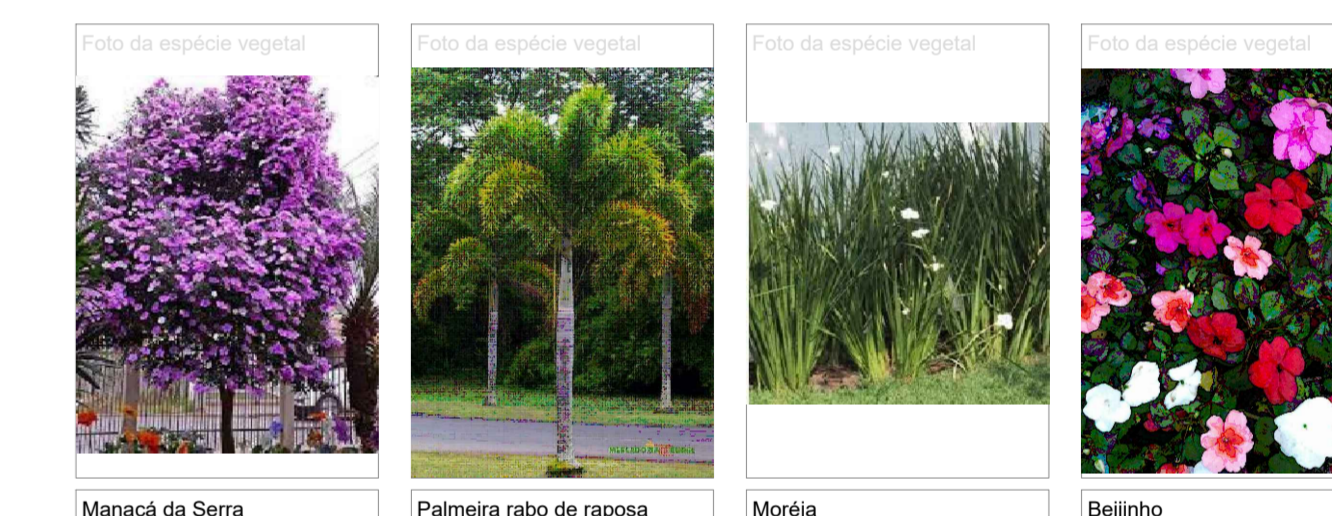 Foto da espécie vegetal
Foto da espécie vegetal
Foto da espécie vegetal
Foto da espécie vegetal
Manacá da Serra
Palmeira rabo de raposa
Moréia
Beijinho